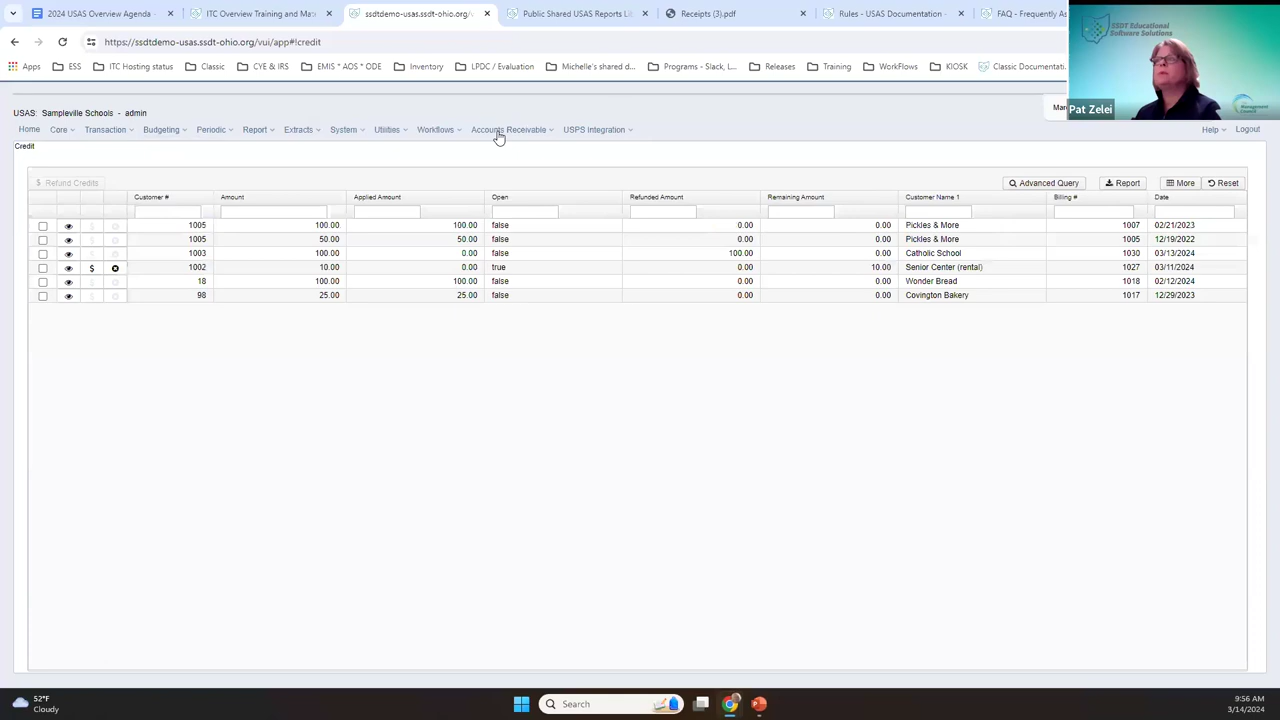 2024 USAS Overview Agenda -
ITC Overview Training and Mat
ssdtdemo-usas.ssdt-ohio.org/
Public Shared USAS Reports Li
Receipts (3).pdf
Rules - USAS Documentation -
FAQ - Frequently As
https://ssdtdemo-usas.ssdt-ohio.org/vui/app#!credit
Apps ESS ITC Hosting status Classic CYE & IRS EMIS * AOS * ODE Inventory LPDC / Evaluation Michelle's shared d... Programs - Slack, L... Releases Training WorkFlows KIOSK Classic Documentati
SSDT Educational
Software Solutions
Management
Council
Pat Zelei
USAS: Sampleville Schools - admin
Home Core Transaction Budgeting Periodic Report Extracts System Utilities Workflows Accounts Receivable USPS Integration Help Logout
Credit
$ Refund Credits Advanced Query Report More Reset
Customer # Amount Applied Amount Open Refunded Amount Remaining Amount Customer Name 1 Billing # Date
1005 100.00 100.00 false 0.00 0.00 Pickles & More 1007 02/21/2023
1005 50.00 50.00 false 0.00 0.00 Pickles & More 1005 12/19/2022
1003 100.00 0.00 false 100.00 0.00 Catholic School 1030 03/13/2024
$ 1002 10.00 0.00 true 0.00 10.00 Senior Center (rental) 1027 03/11/2024
18 100.00 100.00 false 0.00 0.00 Wonder Bread 1018 02/12/2024
98 25.00 25.00 false 0.00 0.00 Covington Bakery 1017 12/29/2023
52°F
Cloudy
Search
9:56 AM
3/14/2024